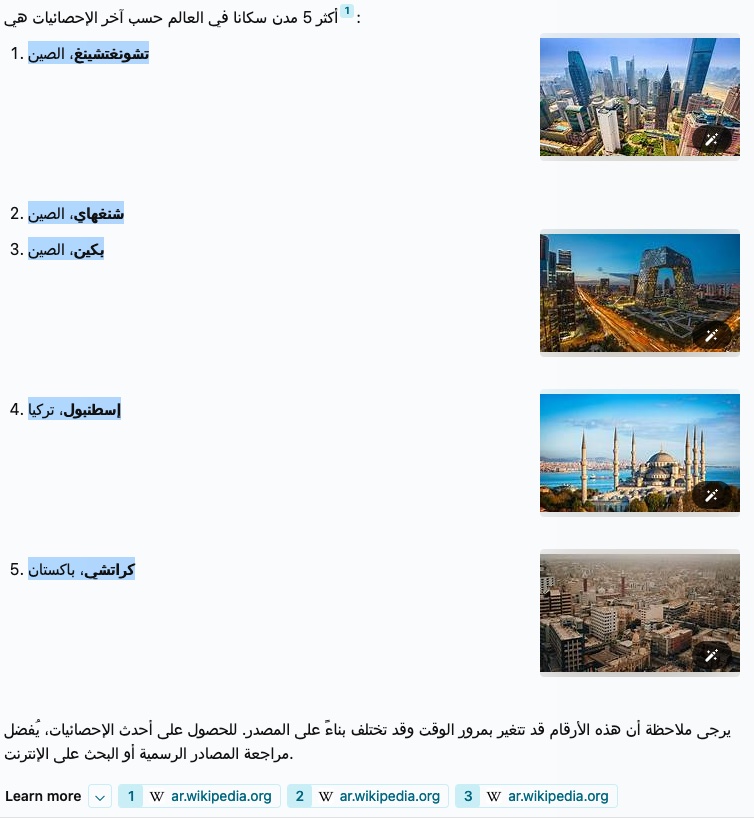 أكثر 5 مدن سكانا في العالم حسب آخر الإحصائيات هي 1 :
1. تشونغتشينغ، الصين
2. شنغهاي، الصين
3. بكين، الصين
4. إسطنبول، تركيا
5. كراتشي، باكستان
يرجى ملاحظة أن هذه الأرقام قد تتغير بمرور الوقت وقد تختلف بناءً على المصدر. للحصول على أحدث الإحصائيات، يُفضل
مراجعة المصادر الرسمية أو البحث على الإنترنت.
Learn more 1 W ar.wikipedia.org 2 W ar.wikipedia.org 3 W ar.wikipedia.org